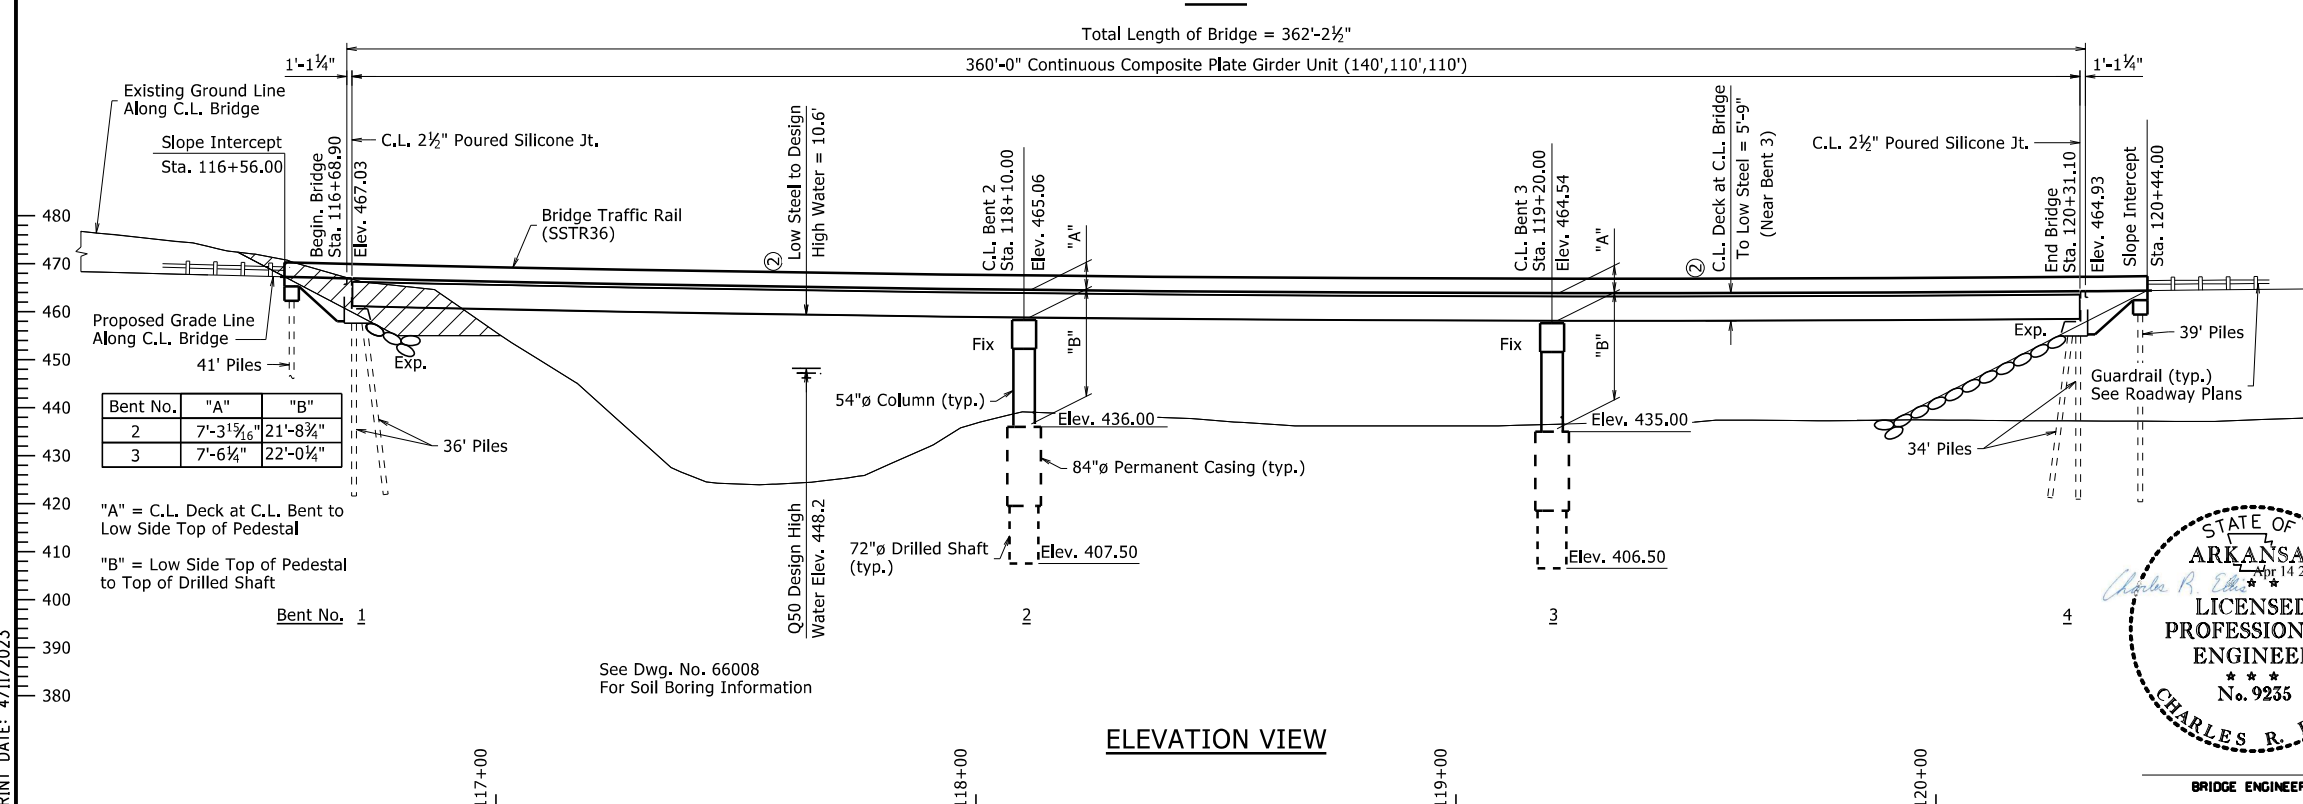 Total Length of Bridge = 362'-2½"
1'-1¼"
360'-0" Continuous Composite Plate Girder Unit (140',110',110')
1'-1¼"
Existing Ground Line
Along C.L. Bridge
Slope Intercept
Sta. 116+56.00
Begin. Bridge
Sta. 116+68.90
Elev. 467.03
C.L. 2½" Poured Silicone Jt.
Bridge Traffic Rail
(SSTR36)
②
Low Steel to Design
High Water = 10.6'
C.L. Bent 2
Sta. 118+10.00
Elev. 465.06
"A"
"B"
C.L. Bent 3
Sta. 119+20.00
Elev. 464.54
"A"
"B"
②
C.L. Deck at C.L. Bridge
To Low Steel = 5'-9"
(Near Bent 3)
C.L. 2½" Poured Silicone Jt.
End Bridge
Sta. 120+31.10
Elev. 464.93
Slope Intercept
Sta. 120+44.00
480
470
460
450
440
430
420
410
400
390
380
Proposed Grade Line
Along C.L. Bridge
41' Piles
Exp.
Fix
Fix
Exp.
39' Piles
Guardrail (typ.)
See Roadway Plans
54"ø Column (typ.)
Elev. 436.00
Elev. 435.00
Bent No. "A" "B"
2 7'-3¹⁵⁄₁₆" 21'-8¾"
3 7'-6¼" 22'-0¼"
36' Piles
34' Piles
84"ø Permanent Casing (typ.)
"A" = C.L. Deck at C.L. Bent to
Low Side Top of Pedestal
"B" = Low Side Top of Pedestal
to Top of Drilled Shaft
Q50 Design High
Water Elev. 448.2
72"ø Drilled Shaft
(typ.)
Elev. 407.50
Elev. 406.50
Bent No. 1
2
3
4
See Dwg. No. 66008
For Soil Boring Information
ELEVATION VIEW
117+00
118+00
119+00
120+00
STATE OF
ARKANSA
Apr 14 2
Charles R. Ellis
LICENSED
PROFESSION
ENGINEE
No. 9235
CHARLES R.
BRIDGE ENGINEER
PRINT DATE: 4/11/2023